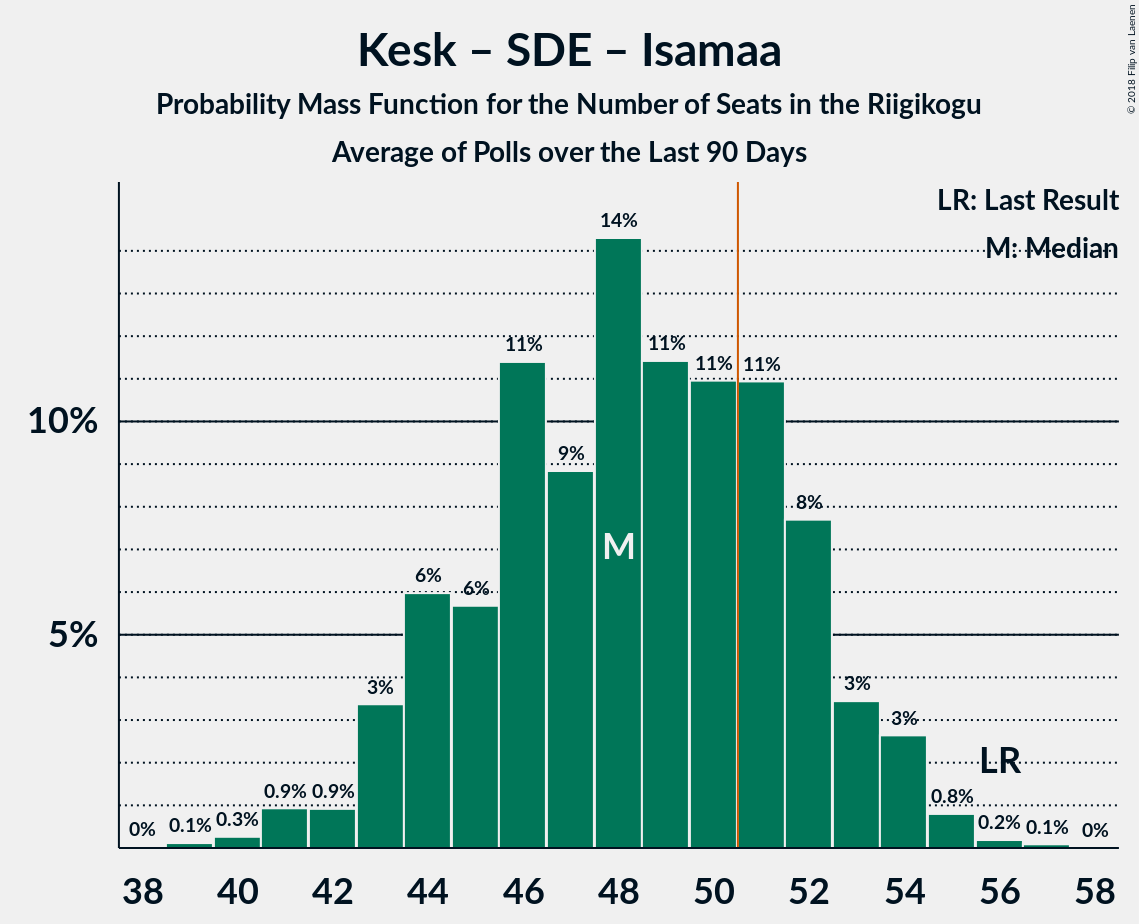 © 2018 Filip van Laenen
Kesk – SDE – Isamaa
Probability Mass Function for the Number of Seats in the Riigikogu
Average of Polls over the Last 90 Days
LR: Last Result
M: Median
14%
11%
11%
11%
11%
10%
9%
8%
M
6%
6%
5%
3%
3%
3%
LR
0.9%
0.9%
0.8%
0%
0.1%
0.3%
0.2%
0.1%
0%
38 40 42 44 46 48 50 52 54 56 58